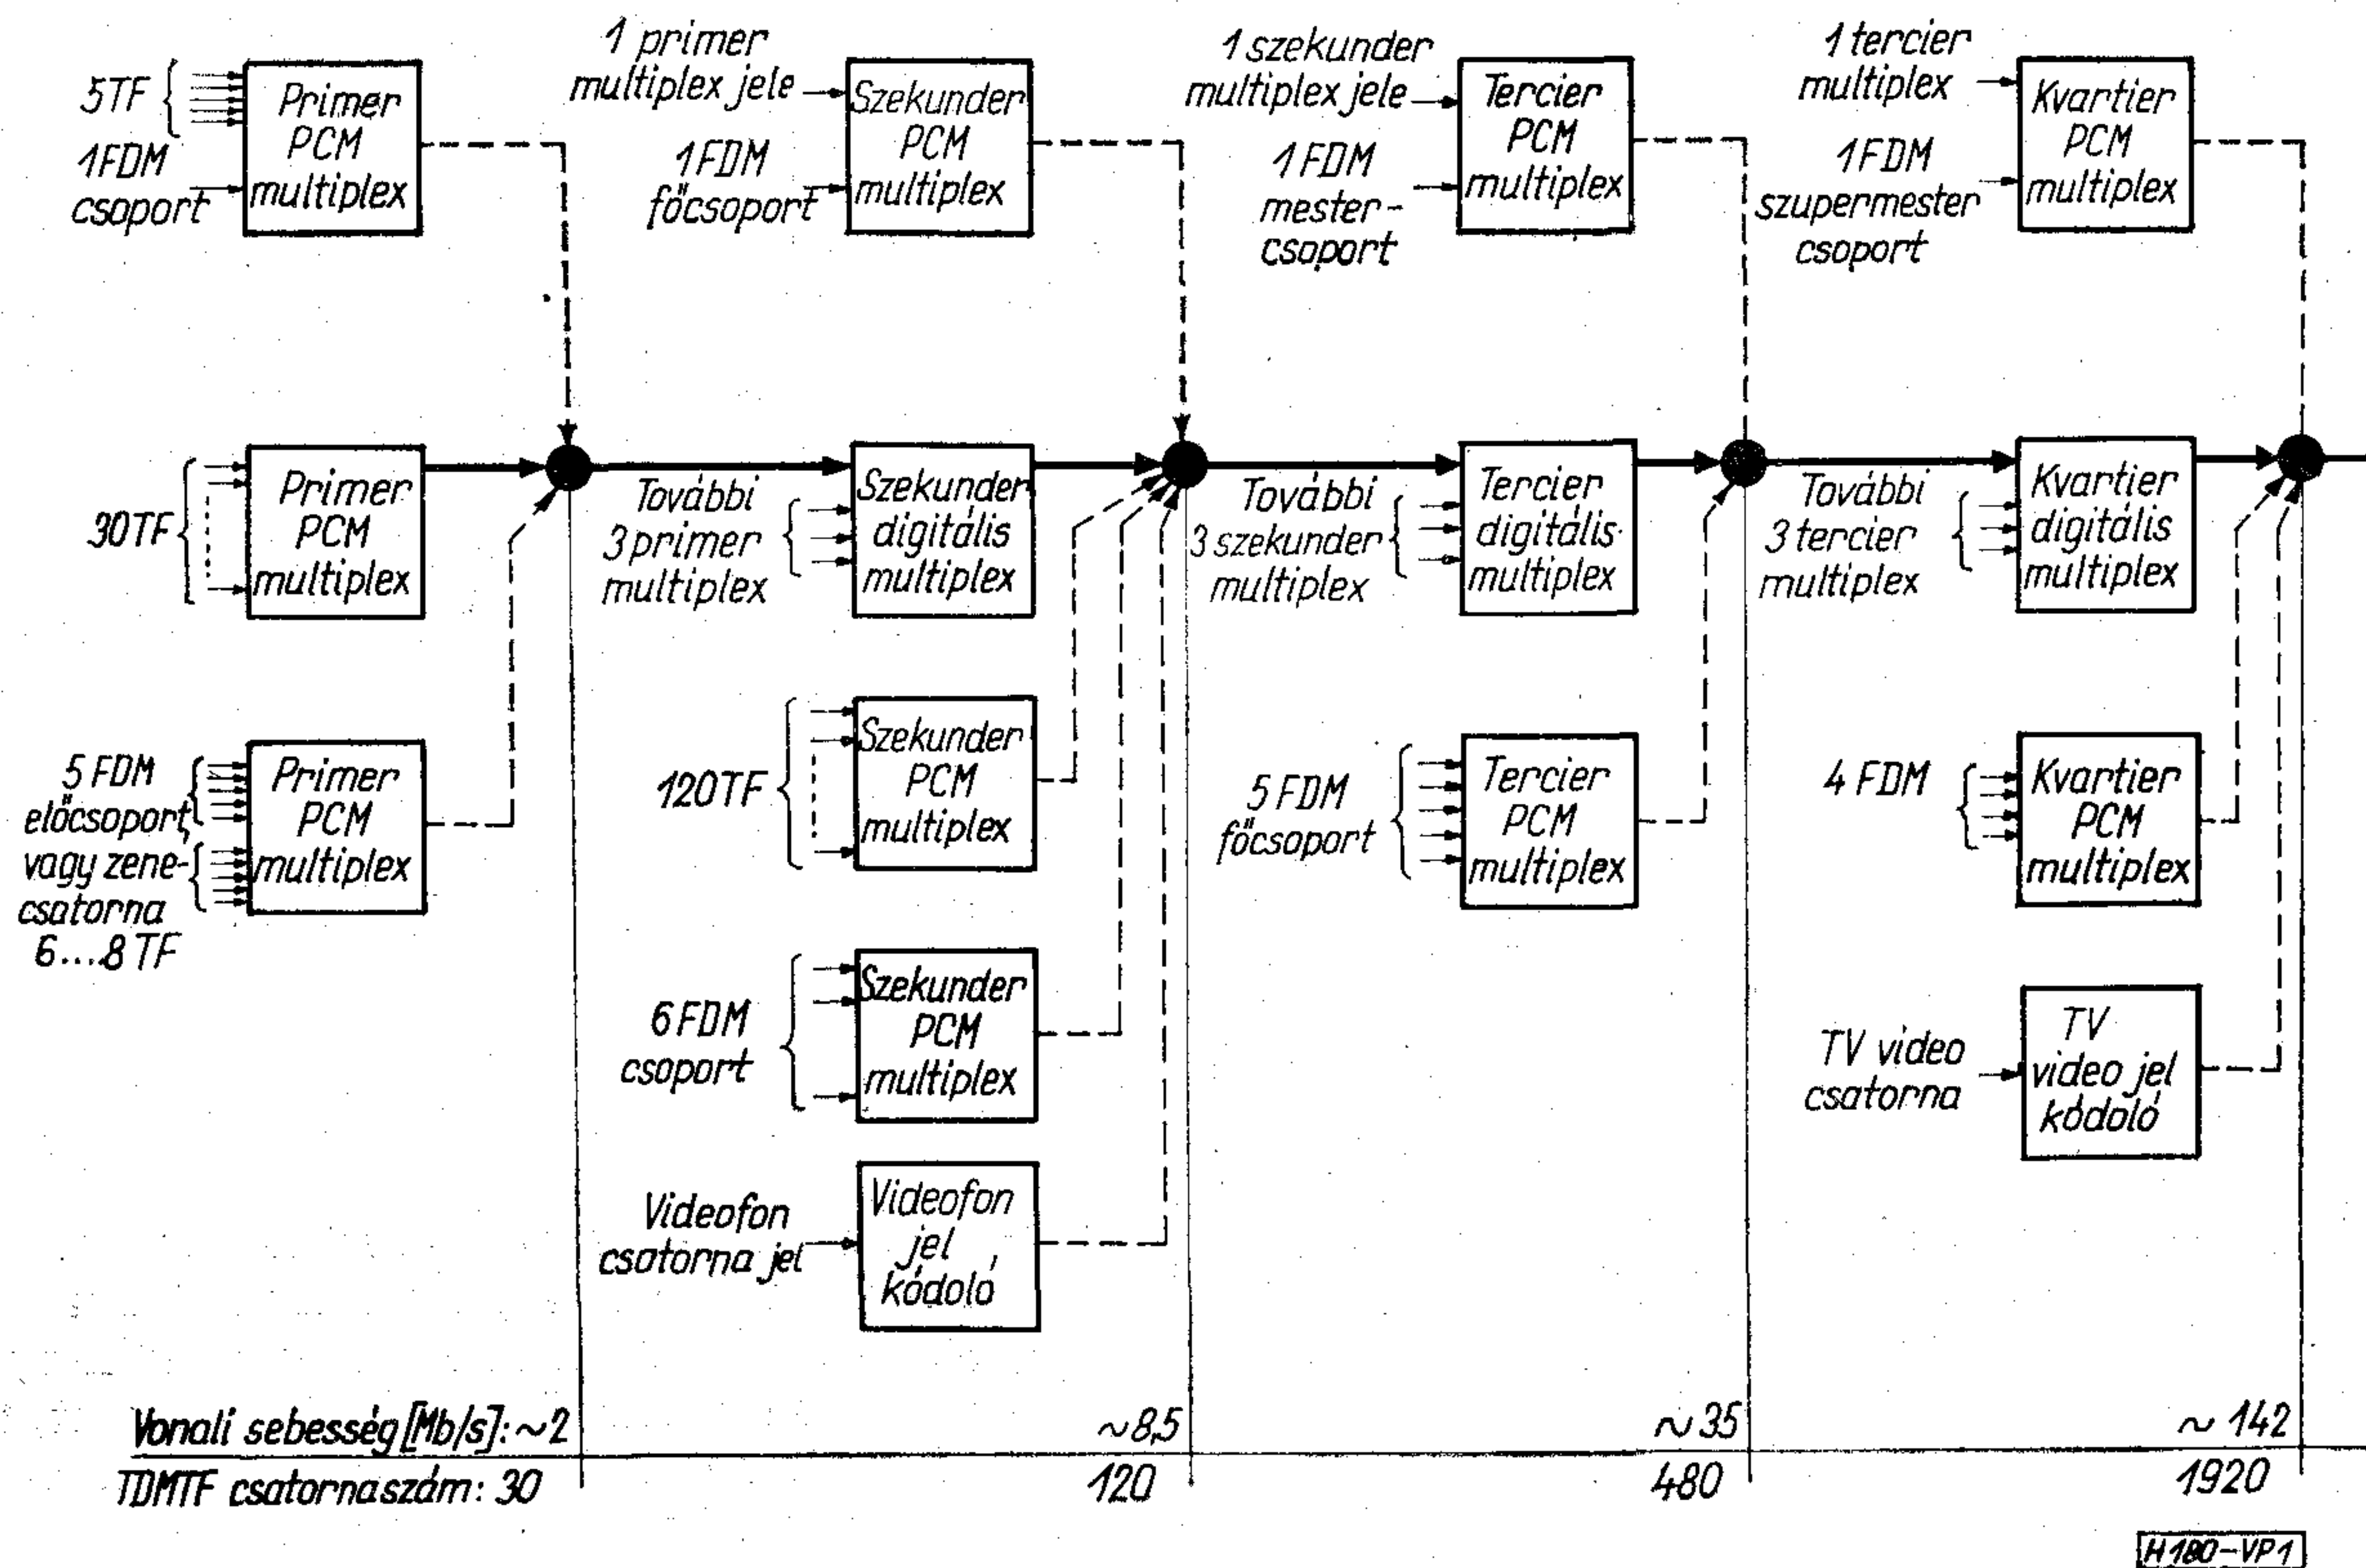 5TF
1FDM
csoport
Primer
PCM
multiplex
1 primer
multiplex jele
1FDM
főcsoport
Szekunder
PCM
multiplex
1 szekunder
multiplex jele
1 FDM
mester-
csoport
Tercier
PCM
multiplex
1 tercier
multiplex
1FDM
szupermester
csoport
Kvartier
PCM
multiplex
30TF
Primer
PCM
multiplex
További
3 primer
multiplex
Szekunder
digitális
multiplex
További
3 szekunder
multiplex
Tercier
digitális
multiplex
További
3 tercier
multiplex
Kvartier
digitális
multiplex
5 FDM
előcsoport,
vagy zene-
csatorna
6....8 TF
Primer
PCM
multiplex
120TF
Szekunder
PCM
multiplex
5 FDM
főcsoport
Tercier
PCM
multiplex
4 FDM
Kvartier
PCM
multiplex
6 FDM
csoport
Szekunder
PCM
multiplex
TV video
csatorna
TV
video jel
kódoló
Videofon
csatorna jel
Videofon
jel
kódoló
Vonali sebesség [Mb/s]: ~2
~8,5
~35
~142
TDMTF csatornaszám: 30
120
480
1920
H180-VP1